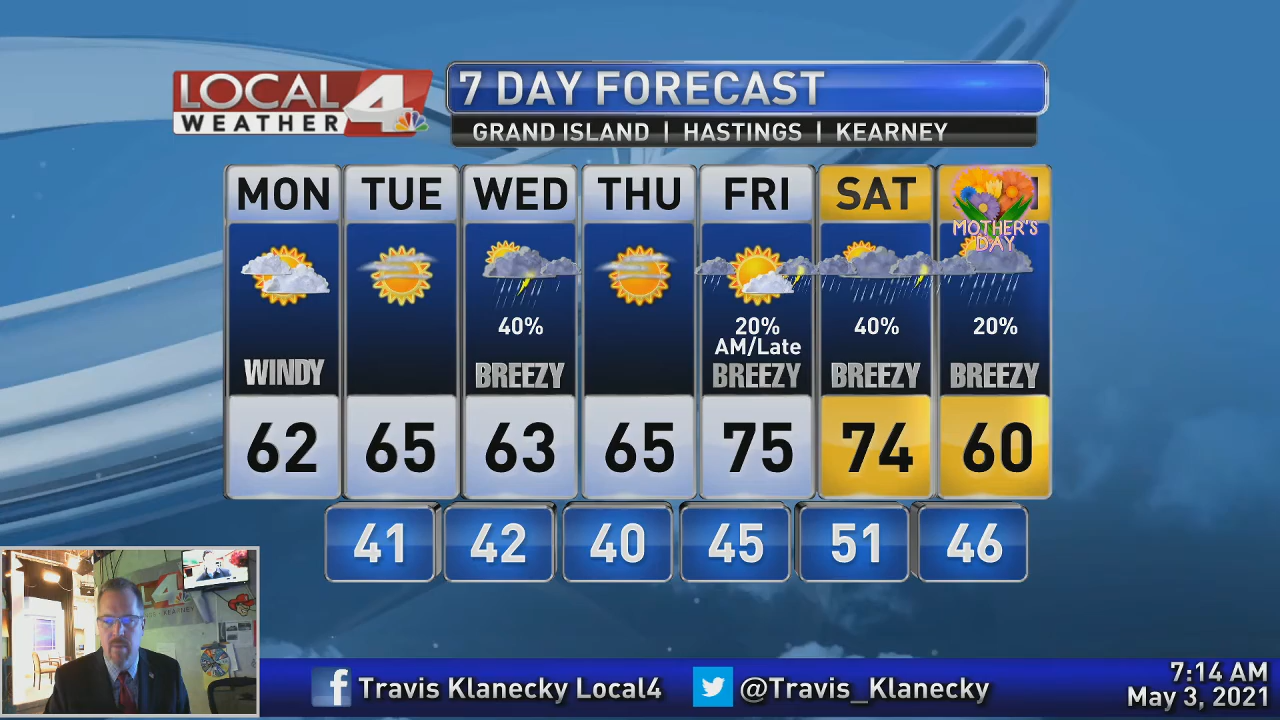 LOCAL 4
WEATHER
7 DAY FORECAST
GRAND ISLAND | HASTINGS | KEARNEY
MON TUE WED THU FRI SAT
MOTHER'S
DAY
40% 20% 40% 20%
AM/Late
WINDY BREEZY BREEZY BREEZY BREEZY
62 65 63 65 75 74 60
41 42 40 45 51 46
4
KEARNEY
Travis Klanecky Local4
@Travis_Klanecky
7:14 AM
May 3, 2021